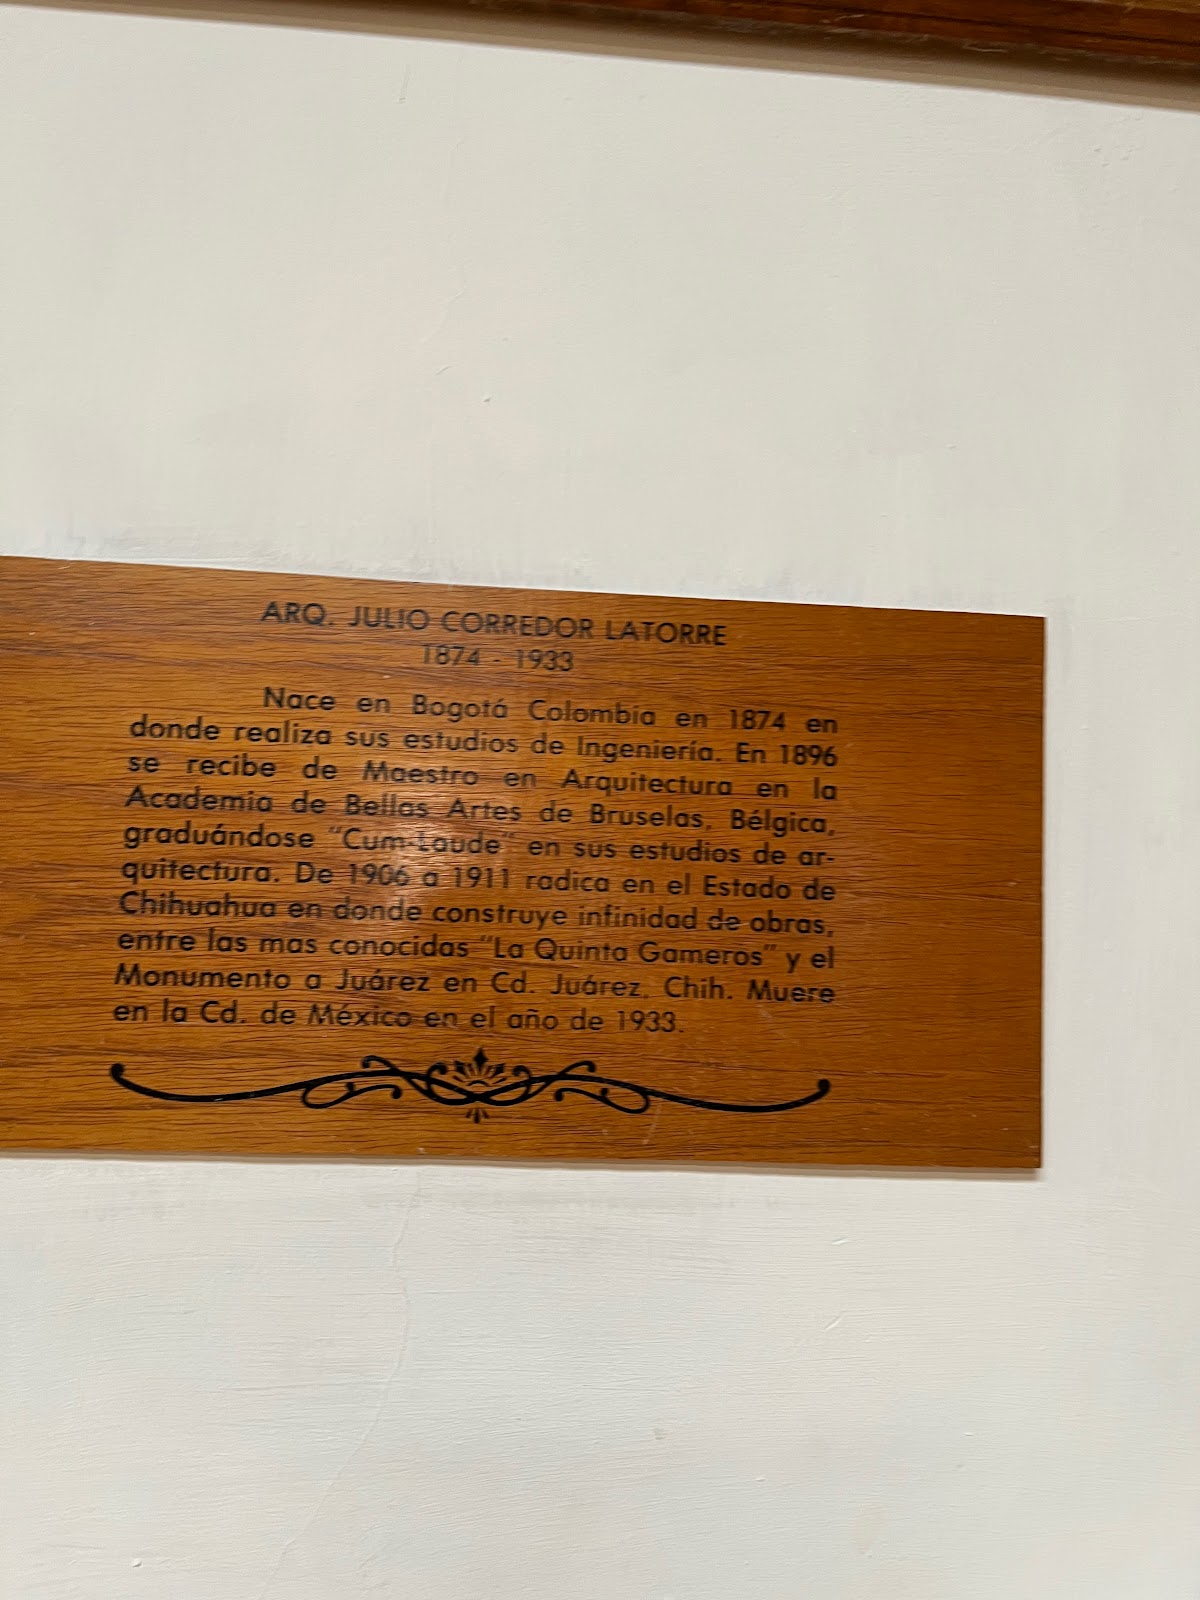 ARQ. JULIO CORREDOR LATORRE
1874 - 1933
Nace en Bogotá Colombia en 1874 en
donde realiza sus estudios de Ingeniería. En 1896
se recibe de Maestro en Arquitectura en la
Academia de Bellas Artes de Bruselas, Bélgica,
graduándose "Cum-Laude" en sus estudios de ar-
quitectura. De 1906 a 1911 radica en el Estado de
Chihuahua en donde construye infinidad de obras,
entre las mas conocidas "La Quinta Gameros" y el
Monumento a Juárez en Cd. Juárez, Chih. Muere
en la Cd. de México en el año de 1933.